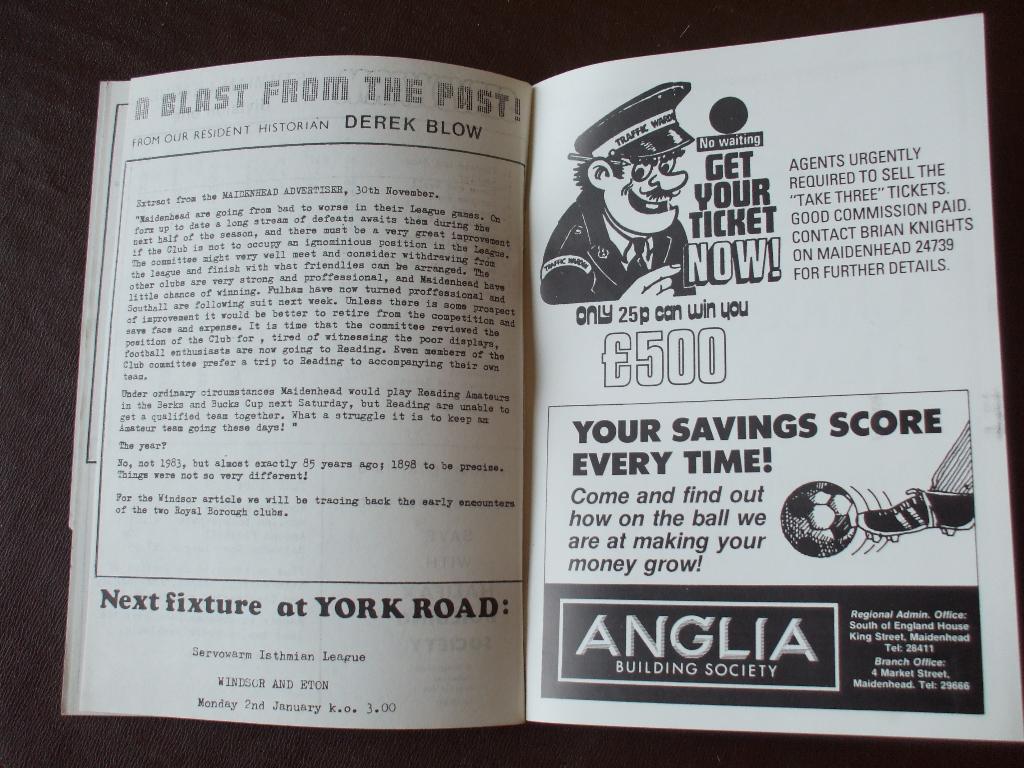 A BLAST FROM THE PAST!
FROM OUR RESIDENT HISTORIAN DEREK BLOW
Extract from the MAIDENHEAD ADVERTISER, 30th November.
"Maidenhead are going from bad to worse in their League games. On
form up to date a long stream of defeats awaits them during the
next half of the season, and there must be a very great improvement
if the Club is not to occupy an ignominious position in the League.
The committee might very well meet and consider withdrawing from
the league and finish with what friendlies can be arranged. The
other clubs are very strong and proffessional, and Maidenhead have
little chance of winning. Fulham have now turned proffessional and
Southall are following suit next week. Unless there is some prospect
of improvement it would be better to retire from the competition and
save face and expense. It is time that the committee reviewed the
position of the Club for , tired of witnessing the poor displays,
football enthusiasts are now going to Reading. Even members of the
Club committee prefer a trip to Reading to accompanying their own
team.
Under ordinary circumstances Maidenhead would play Reading Amateurs
in the Berks and Bucks Cup next Saturday, but Reading are unable to
get a qualified team together. What a struggle it is to keep an
Amateur team going these days! "
The year?
No, not 1983, but almost exactly 85 years ago; 1898 to be precise.
Things were not so very different!
For the Windsor article we will be tracing back the early encounters
of the two Royal Borough clubs.
Next fixture at YORK ROAD:
Servowarm Isthmian League
WINDSOR AND ETON
Monday 2nd January k.o. 3.00
TRAFFIC WARDEN
TRAFFIC WARDEN
No waiting
GET
YOUR
TICKET
NOW!
ONLY 25p can win you
£500
AGENTS URGENTLY
REQUIRED TO SELL THE
"TAKE THREE" TICKETS.
GOOD COMMISSION PAID.
CONTACT BRIAN KNIGHTS
ON MAIDENHEAD 24739
FOR FURTHER DETAILS.
YOUR SAVINGS SCORE
EVERY TIME!
Come and find out
how on the ball we
are at making your
money grow!
ANGLIA
BUILDING SOCIETY
Regional Admin. Office:
South of England House
King Street, Maidenhead
Tel: 26411
Branch Office:
4 Market Street,
Maidenhead. Tel: 29666